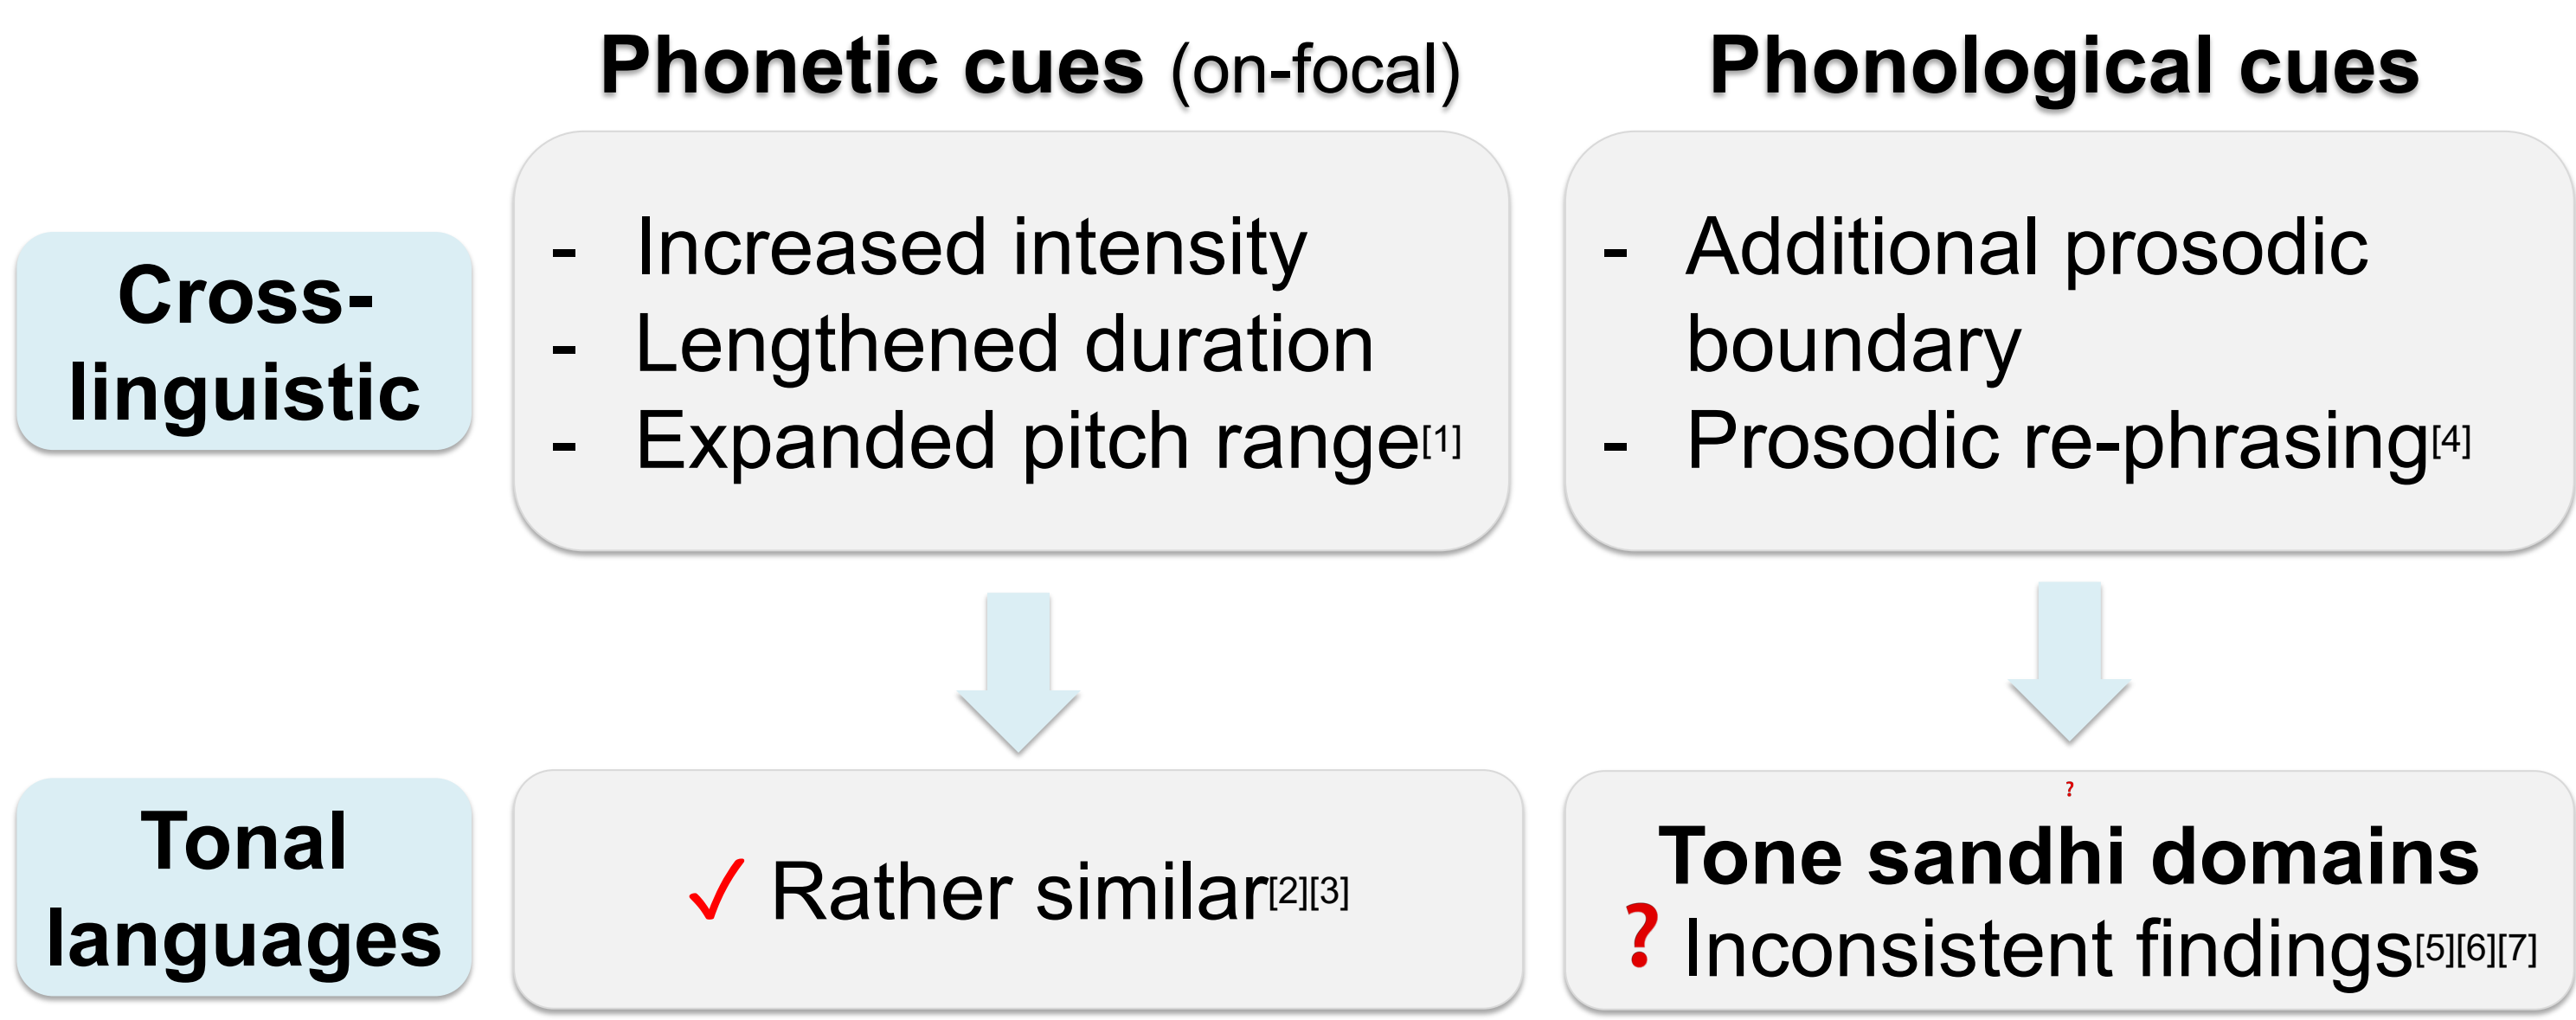 Phonetic cues (on-focal)
Phonological cues
Cross-
linguistic
- Increased intensity
- Lengthened duration
- Expanded pitch range[1]
- Additional prosodic
boundary
- Prosodic re-phrasing[4]
Tonal
languages
✓ Rather similar[2][3]
?
Tone sandhi domains
? Inconsistent findings[5][6][7]